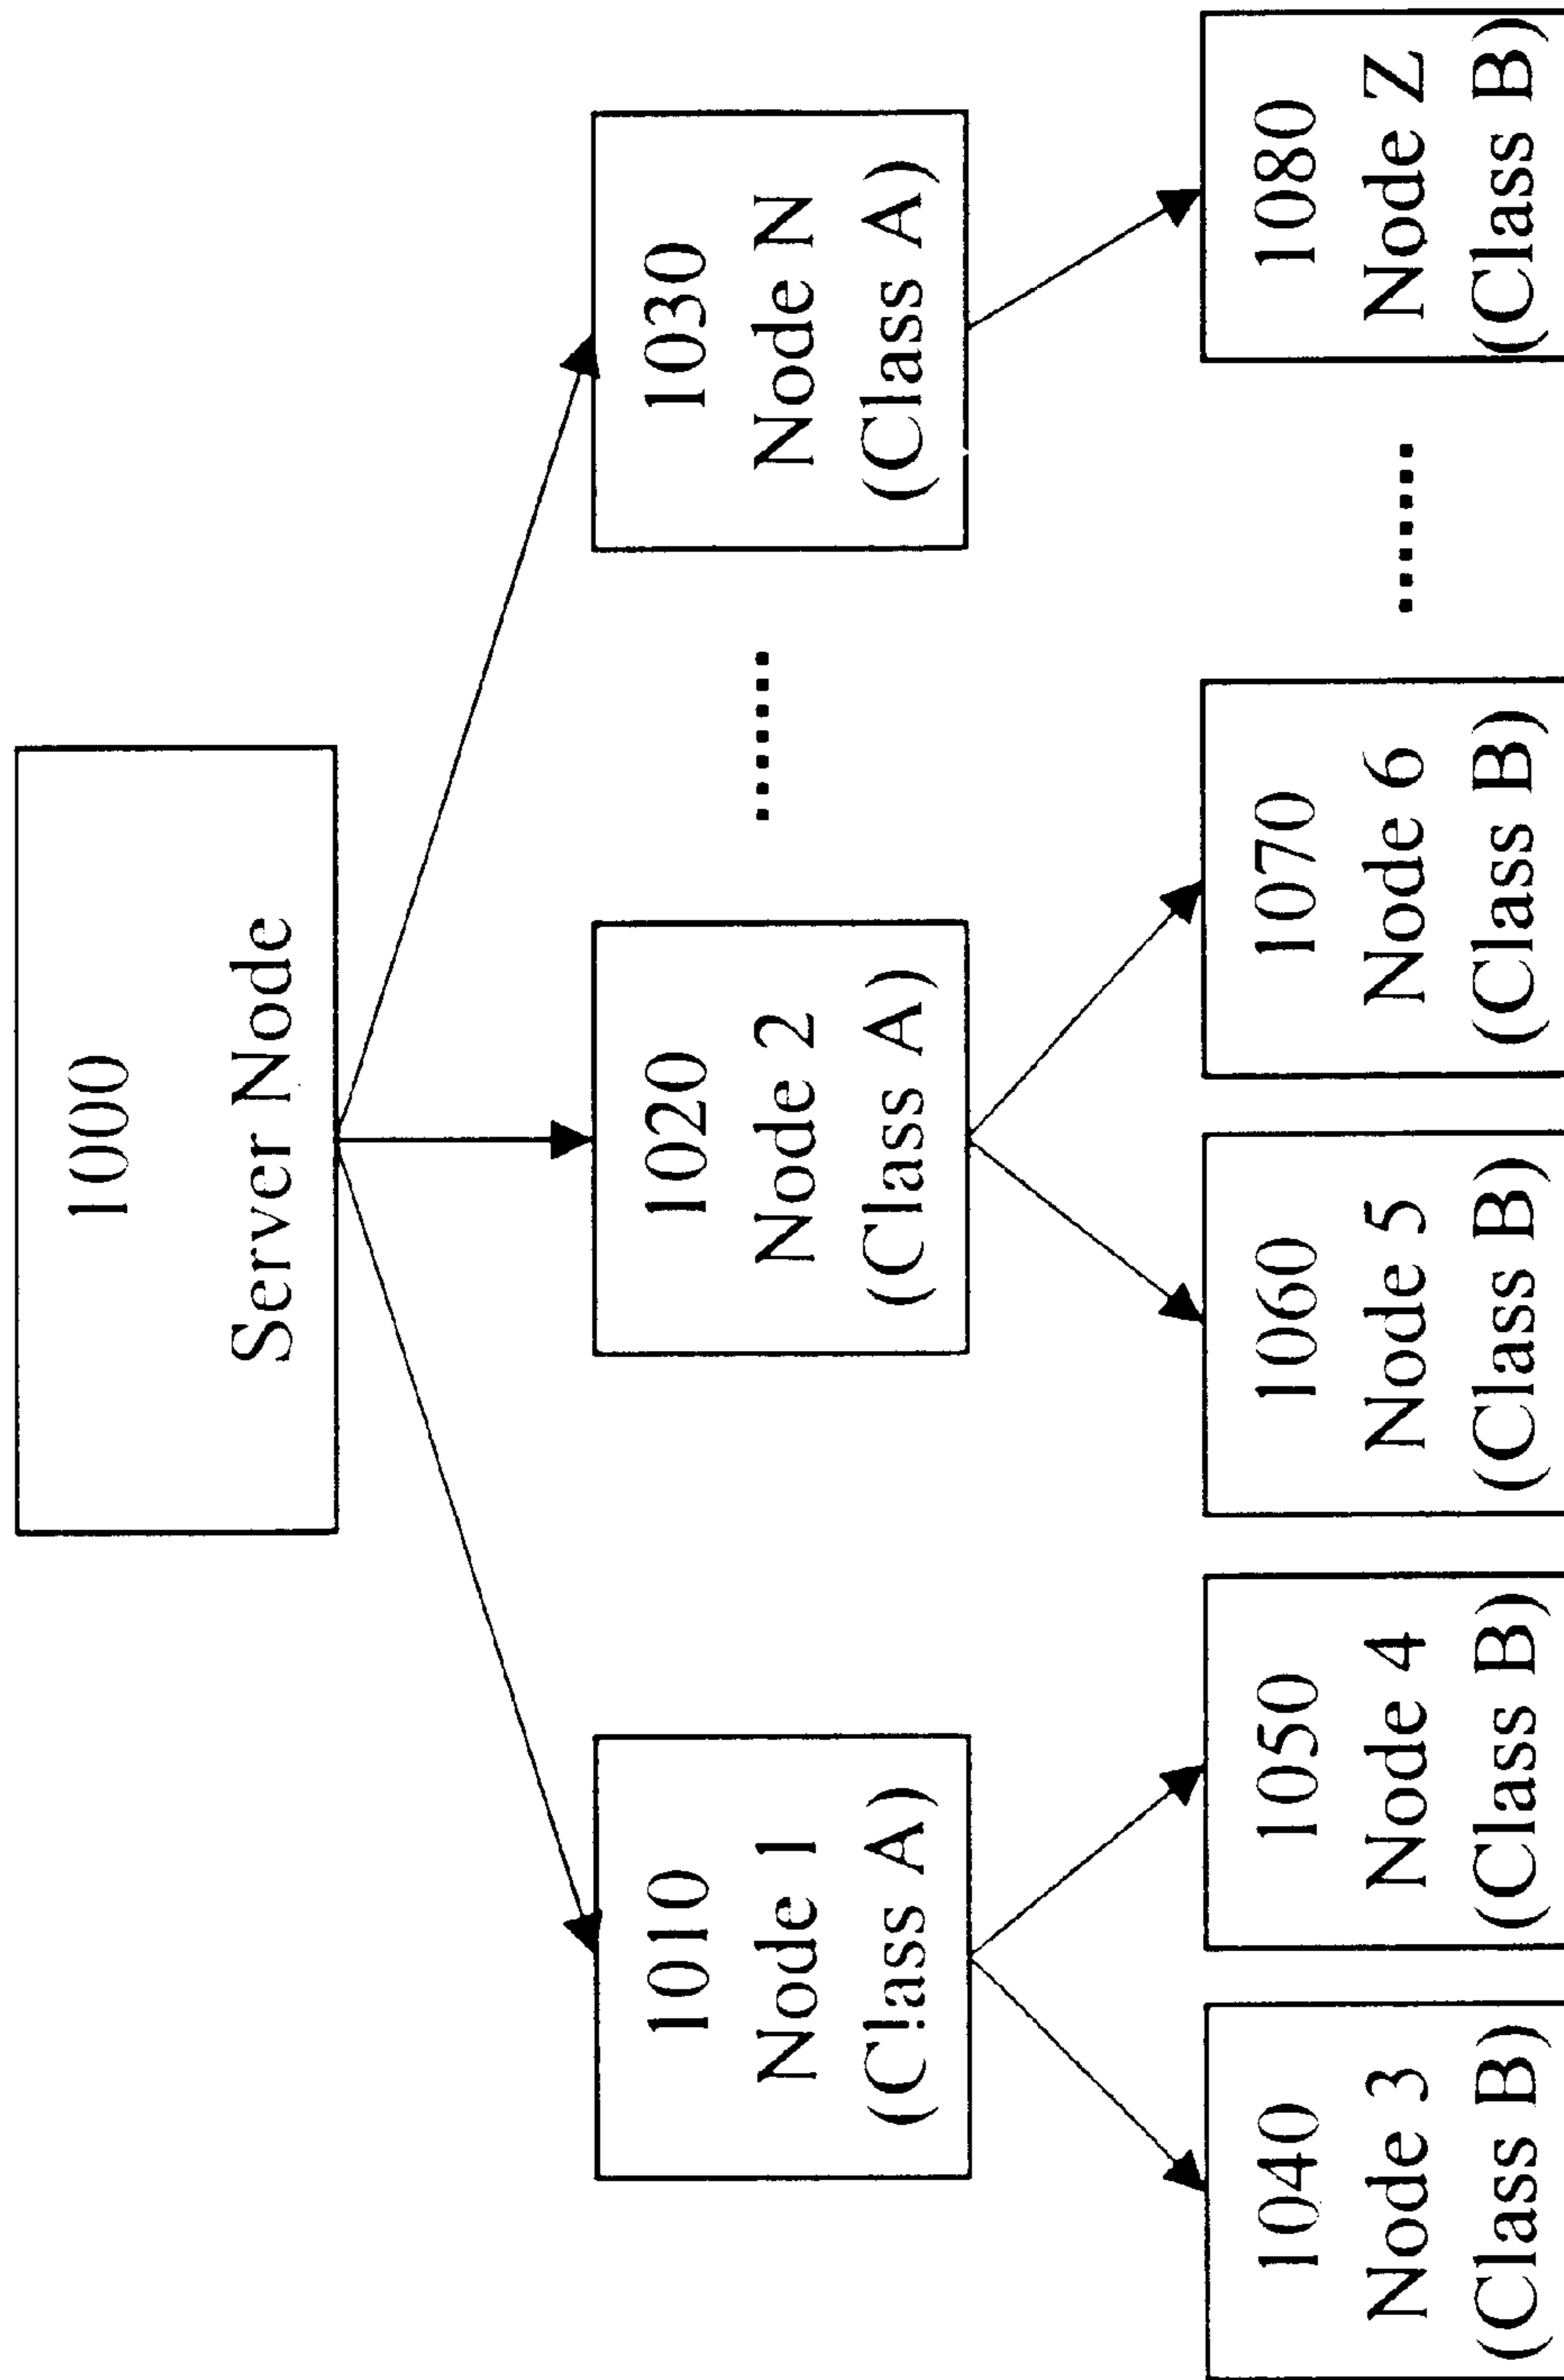 1000
Server Node
1010
Node 1
(Class A)
1020
Node 2
(Class A)
......
1030
Node N
(Class A)
1040
Node 3
(Class B)
1050
Node 4
(Class B)
1060
Node 5
(Class B)
1070
Node 6
(Class B)
.......
1080
Node Z
(Class B)